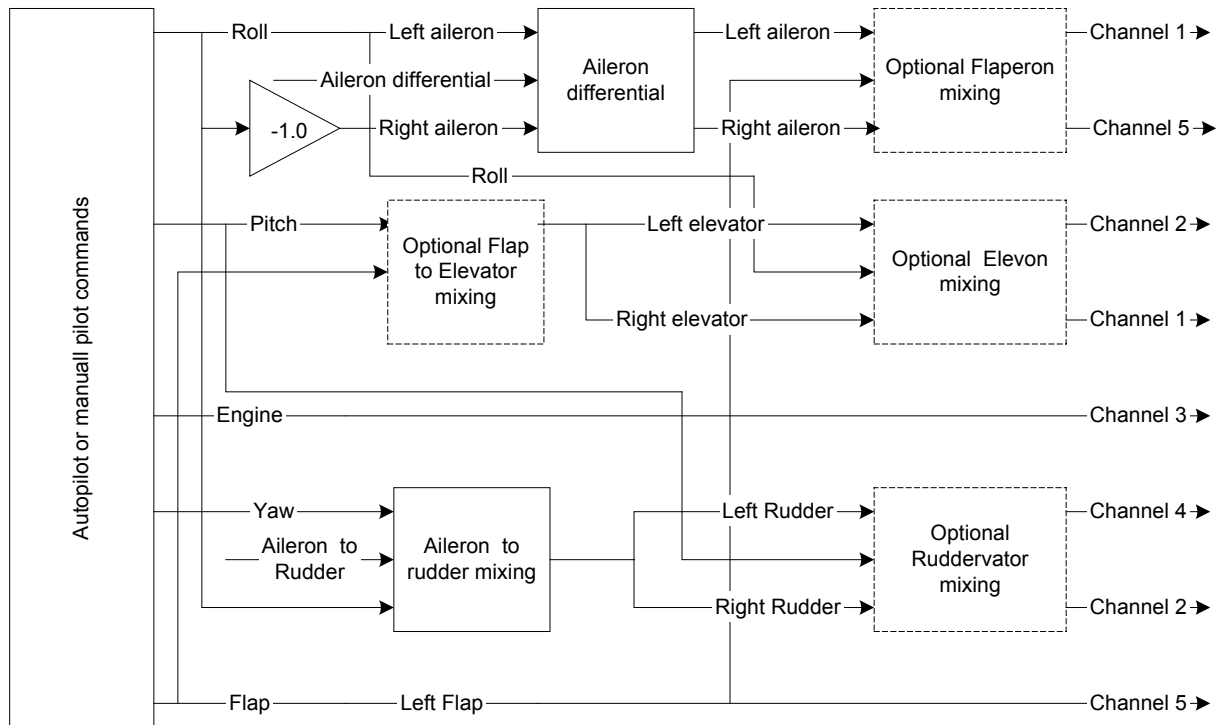 Autopilot or manuall pilot commands
Roll
Left aileron
Aileron
differential
Left aileron
Optional Flaperon
mixing
Channel 1
Aileron differential
-1.0
Right aileron
Right aileron
Channel 5
Roll
Pitch
Optional Flap
to Elevator
mixing
Left elevator
Optional Elevon
mixing
Channel 2
Right elevator
Channel 1
Engine
Channel 3
Yaw
Aileron to
Rudder
Aileron to
rudder mixing
Left Rudder
Optional
Ruddervator
mixing
Channel 4
Right Rudder
Channel 2
Flap
Left Flap
Channel 5